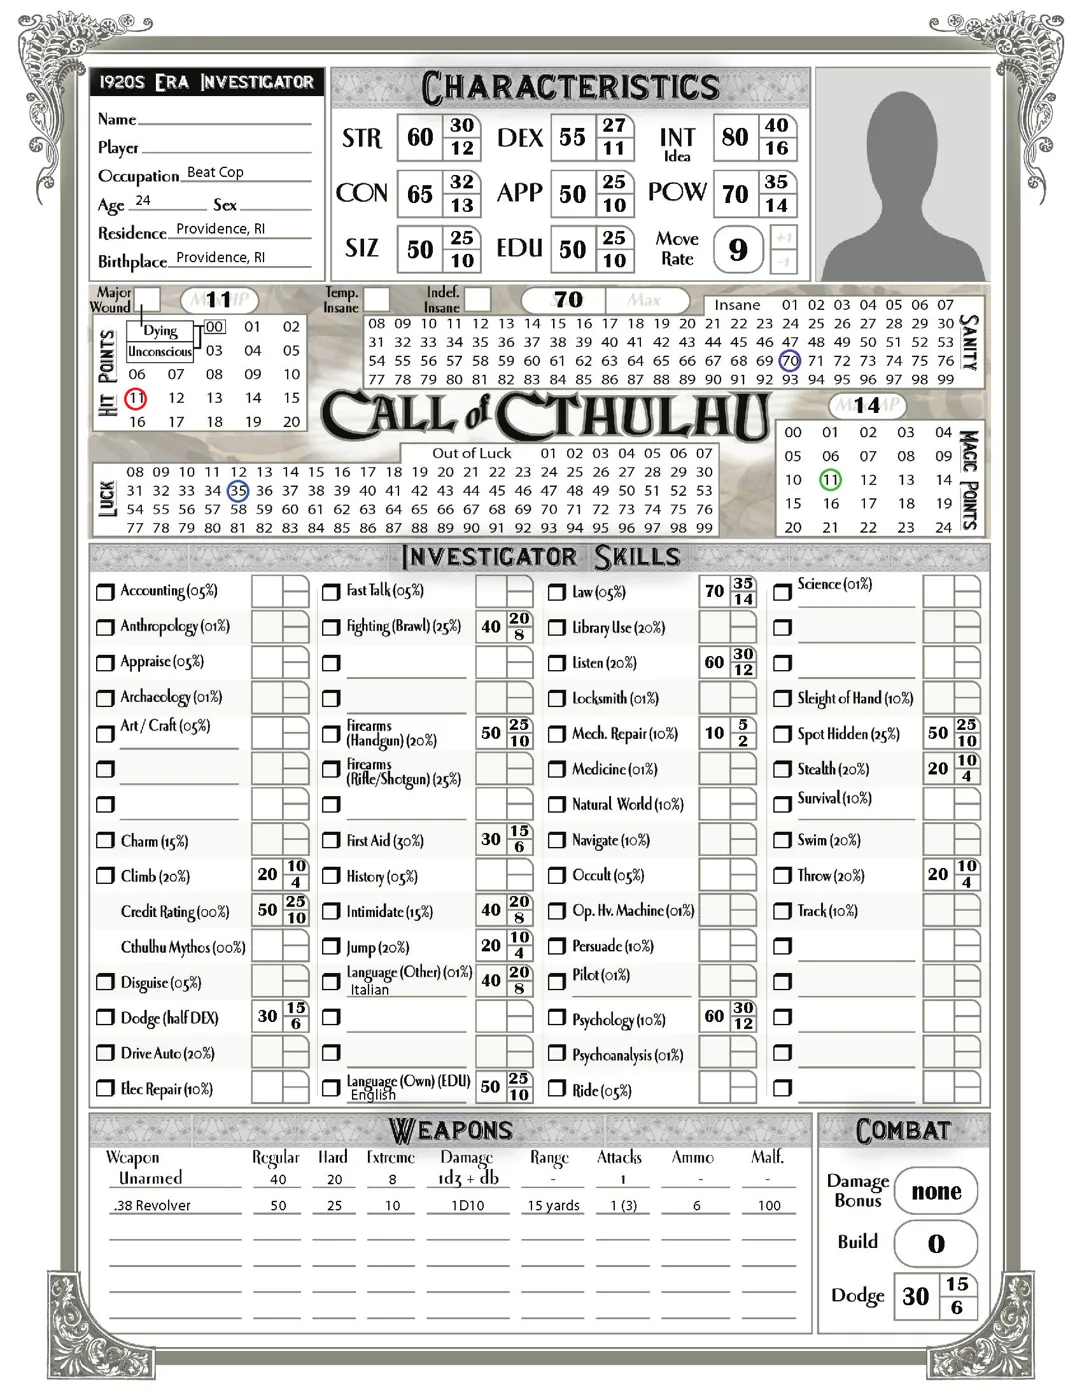 1920s Era Investigator
Name
Player
Occupation Beat Cop
Age 24 Sex
Residence Providence, RI
Birthplace Providence, RI
Characteristics
STR 60 30 12 DEX 55 27 11 INT Idea 80 40 16
CON 65 32 13 APP 50 25 10 POW 70 35 14
SIZ 50 25 10 EDU 50 25 10 Move Rate 9 +1 -1
Major Wound 11
Hit Points
Dying
Unconscious
00 01 02
03 04 05
06 07 08 09 10
11 12 13 14 15
16 17 18 19 20
Temp. Insane Indef. Insane 70 Max
Sanity
Insane 01 02 03 04 05 06 07
08 09 10 11 12 13 14 15 16 17 18 19 20 21 22 23 24 25 26 27 28 29 30
31 32 33 34 35 36 37 38 39 40 41 42 43 44 45 46 47 48 49 50 51 52 53
54 55 56 57 58 59 60 61 62 63 64 65 66 67 68 69 70 71 72 73 74 75 76
77 78 79 80 81 82 83 84 85 86 87 88 89 90 91 92 93 94 95 96 97 98 99
Call of Cthulhu
14
Magic Points
00 01 02 03 04
05 06 07 08 09
10 11 12 13 14
15 16 17 18 19
20 21 22 23 24
Luck
Out of Luck 01 02 03 04 05 06 07
08 09 10 11 12 13 14 15 16 17 18 19 20 21 22 23 24 25 26 27 28 29 30
31 32 33 34 35 36 37 38 39 40 41 42 43 44 45 46 47 48 49 50 51 52 53
54 55 56 57 58 59 60 61 62 63 64 65 66 67 68 69 70 71 72 73 74 75 76
77 78 79 80 81 82 83 84 85 86 87 88 89 90 91 92 93 94 95 96 97 98 99
Investigator Skills
Accounting (05%)
Anthropology (01%)
Appraise (05%)
Archaeology (01%)
Art / Craft (05%)
Charm (15%)
Climb (20%) 20 10 4
Credit Rating (00%) 50 25 10
Cthulhu Mythos (00%)
Disguise (05%)
Dodge (half DEX) 30 15 6
Drive Auto (20%)
Elec Repair (10%)
Fast Talk (05%)
Fighting (Brawl) (25%) 40 20 8
Firearms (Handgun) (20%) 50 25 10
Firearms (Rifle/Shotgun) (25%)
First Aid (30%) 30 15 6
History (05%)
Intimidate (15%) 40 20 8
Jump (20%) 20 10 4
Language (Other) (01%) 40 20 8
Italian
Language (Own) (EDU) 50 25 10
English
Law (05%) 70 35 14
Library Use (20%)
Listen (20%) 60 30 12
Locksmith (01%)
Mech. Repair (10%) 10 5 2
Medicine (01%)
Natural World (10%)
Navigate (10%)
Occult (05%)
Op. Hv. Machine (01%)
Persuade (10%)
Pilot (01%)
Psychology (10%) 60 30 12
Psychoanalysis (01%)
Ride (05%)
Science (01%)
Sleight of Hand (10%)
Spot Hidden (25%) 50 25 10
Stealth (20%) 20 10 4
Survival (10%)
Swim (20%)
Throw (20%) 20 10 4
Track (10%)
Weapons
Weapon Regular Hard Extreme Damage Range Attacks Ammo Malf.
Unarmed 40 20 8 1d3 + db - 1 - -
.38 Revolver 50 25 10 1D10 15 yards 1 (3) 6 100
Combat
Damage Bonus none
Build 0
Dodge 30 15 6